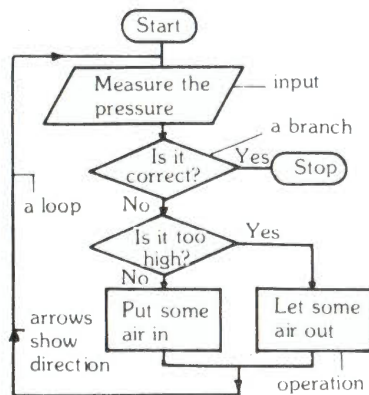 Start
Measure the
pressure
input
a branch
Is it
correct?
Yes
Stop
a loop
No
Is it too
high?
Yes
No
Put some
air in
Let some
air out
arrows
show
direction
operation